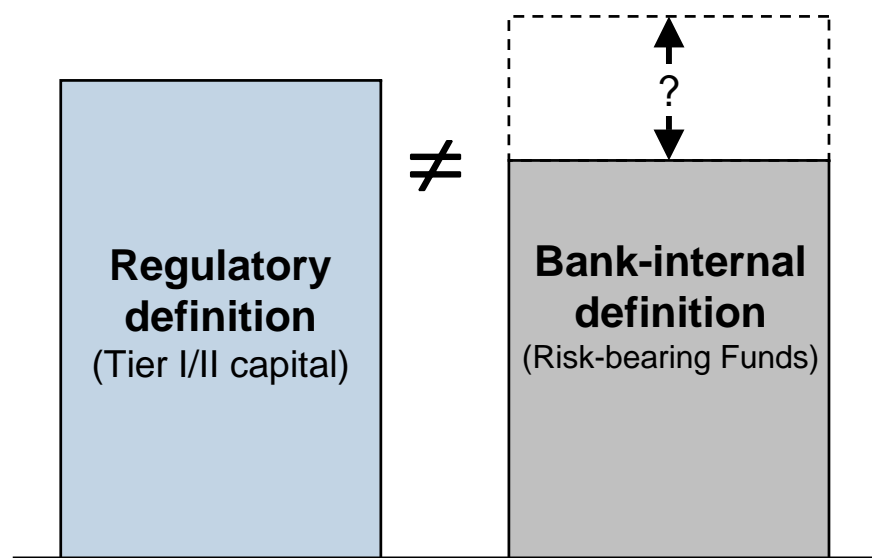 Regulatory
definition
(Tier I/II capital)
≠
?
Bank-internal
definition
(Risk-bearing Funds)